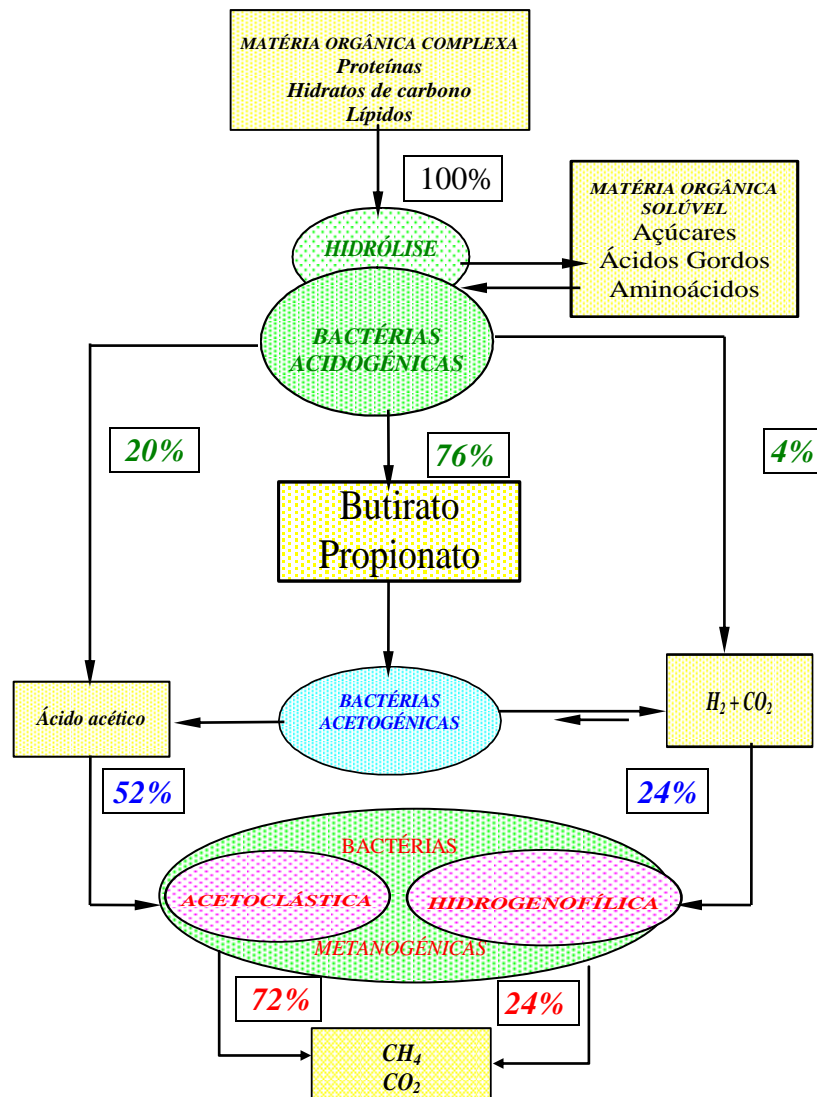 MATÉRIA ORGÂNICA COMPLEXA
Proteínas
Hidratos de carbono
Lípidos
100%
MATÉRIA ORGÂNICA
SOLÚVEL
Açúcares
Ácidos Gordos
Aminoácidos
HIDRÓLISE
BACTÉRIAS
ACIDOGÉNICAS
20%
76%
4%
Butirato
Propionato
Ácido acético
BACTÉRIAS
ACETOGÉNICAS
H2 + CO2
52%
24%
BACTÉRIAS
ACETOCLÁSTICA
HIDROGENOFÍLICA
METANOGÉNICAS
72%
24%
CH4
CO2